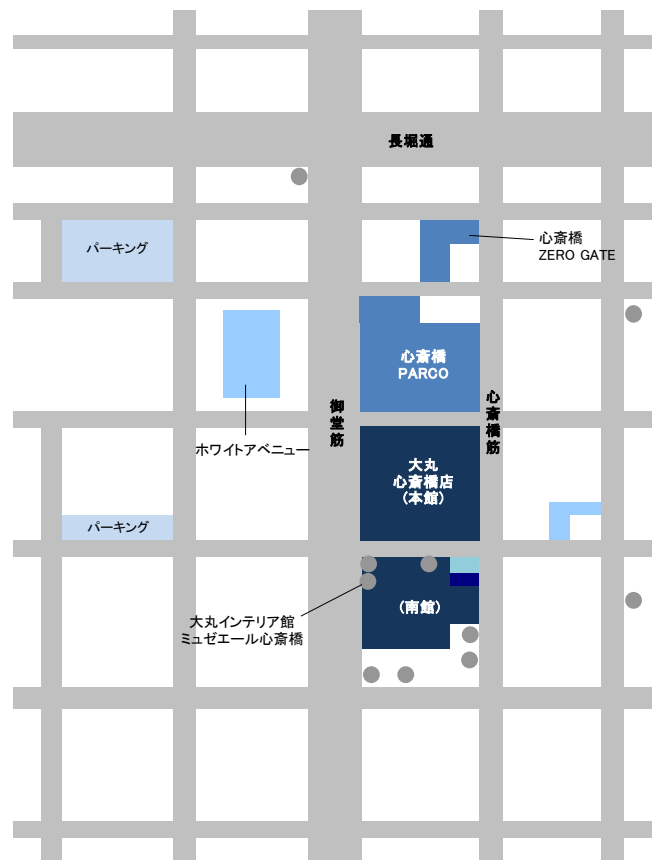 長堀通
心斎橋
ZERO GATE
パーキング
心斎橋
PARCO
御堂筋
心斎橋筋
ホワイトアベニュー
大丸
心斎橋店
(本館)
パーキング
(南館)
大丸インテリア館
ミュゼエール心斎橋